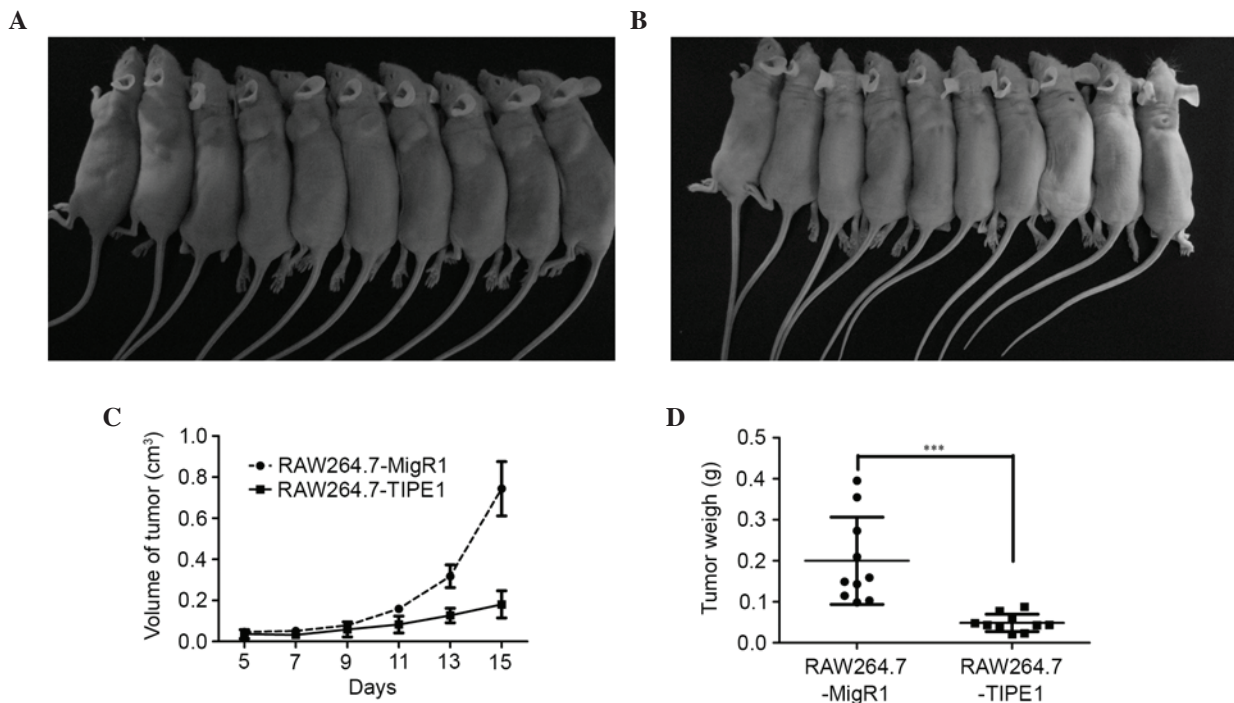 A
B
C
Volume of tumor (cm³)
1.0
0.8
0.6
0.4
0.2
0.0
RAW264.7-MigR1
RAW264.7-TIPE1
5 7 9 11 13 15
Days
D
Tumor weigh (g)
0.5
0.4
0.3
0.2
0.1
0.0
***
RAW264.7
-MigR1
RAW264.7
-TIPE1